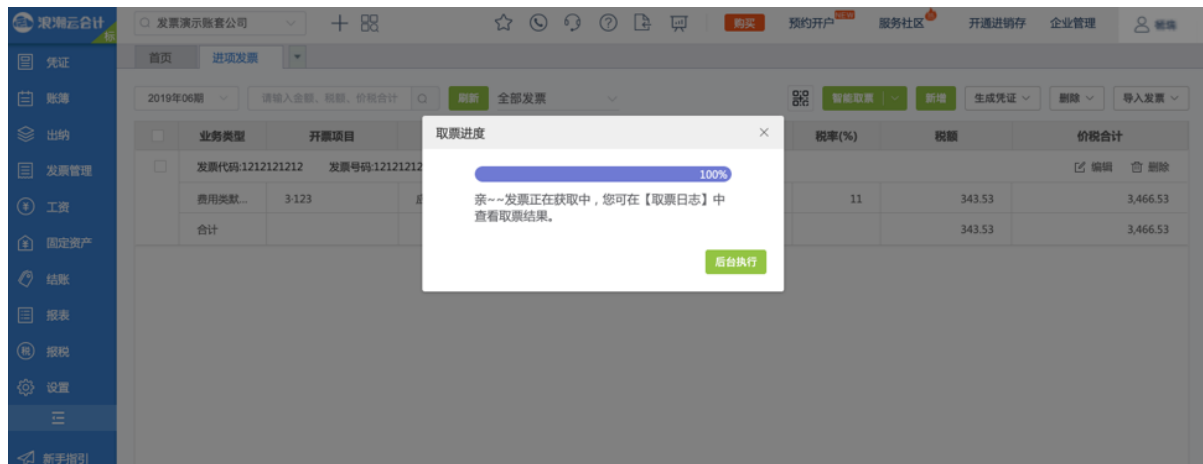 浪潮云会计
标
发票演示账套公司
购买
预约开户
NEW
服务社区
开通进销存
企业管理
首页
进项发票
凭证
账簿
出纳
发票管理
工资
固定资产
结账
报表
报税
设置
新手指引
2019年06期
请输入金额、税额、价税合计
刷新
全部发票
智能取票
新增
生成凭证
删除
导入发票
业务类型
开票项目
税率(%)
税额
价税合计
发票代码:1212121212
发票号码:12121212
编辑
删除
费用类默...
3-123
11
343.53
3,466.53
合计
343.53
3,466.53
取票进度
100%
亲~~发票正在获取中，您可在【取票日志】中
查看取票结果。
后台执行